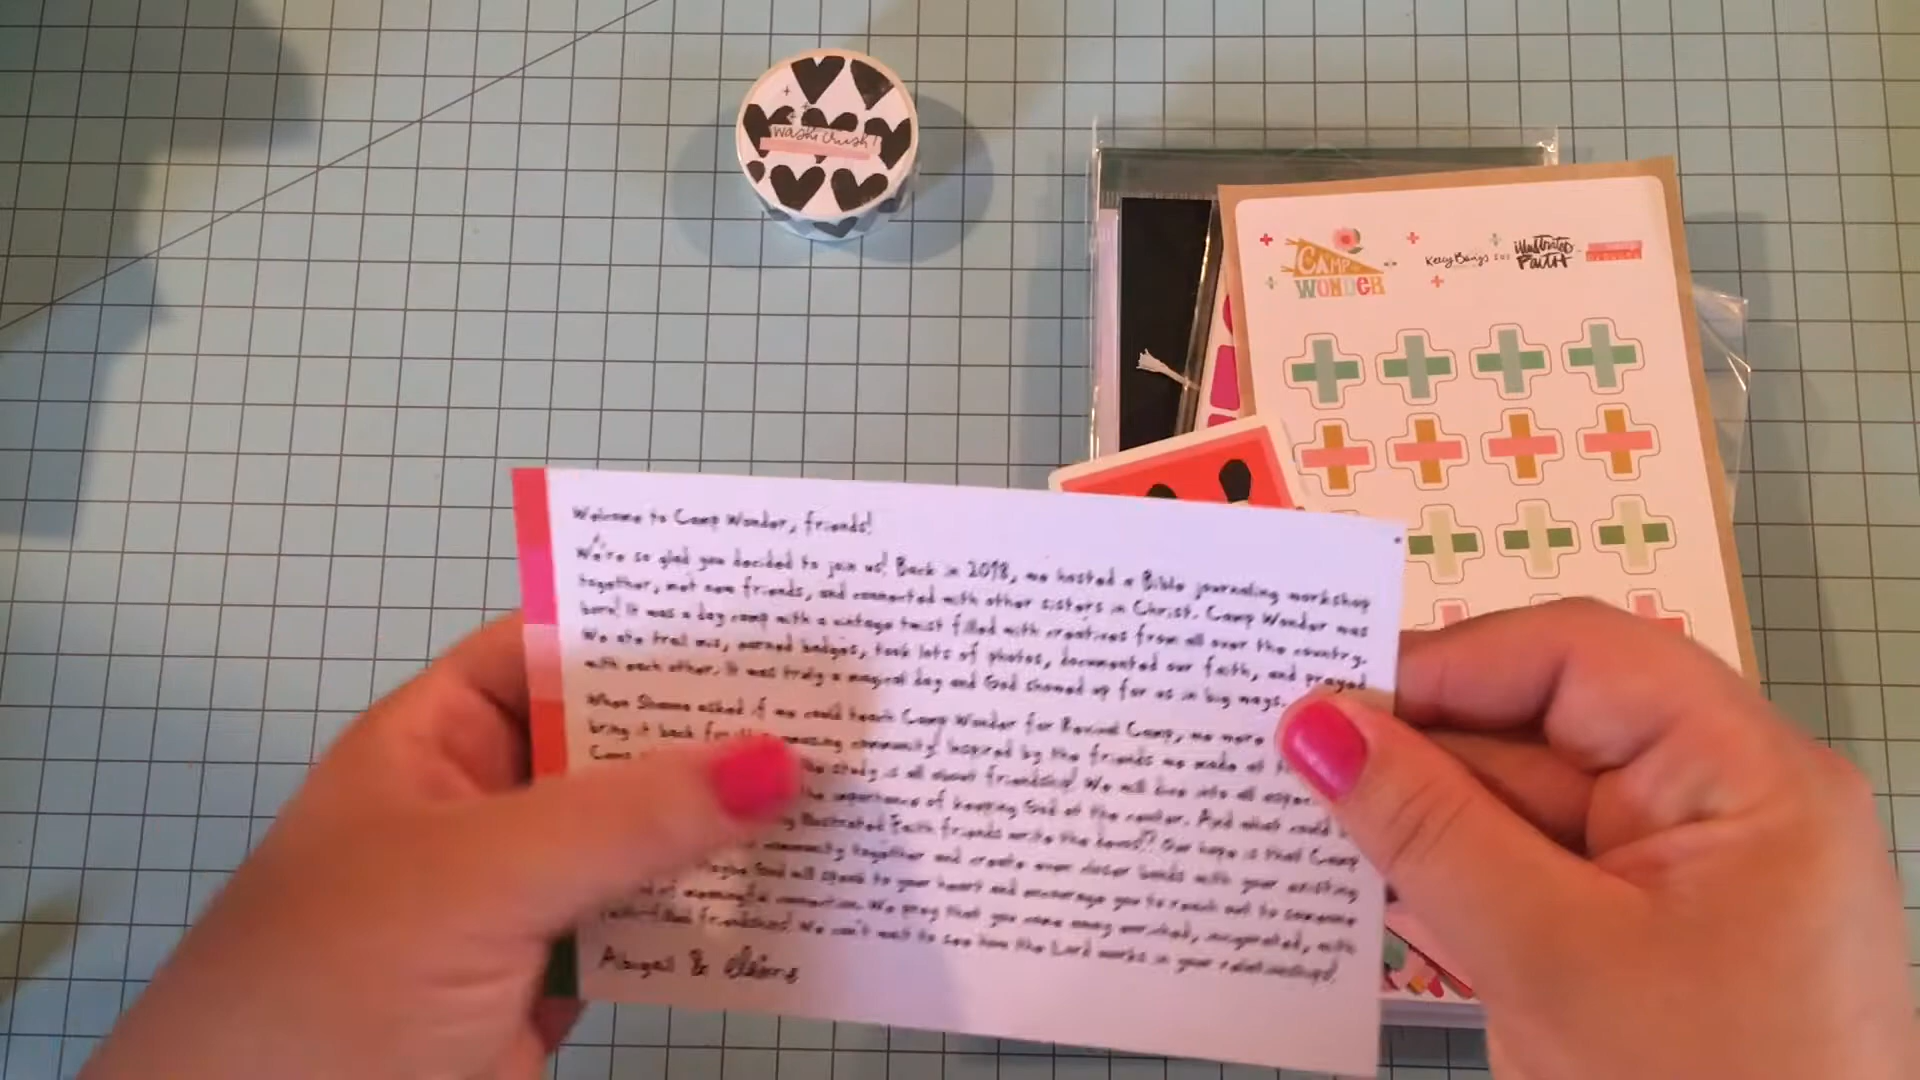 washi crush!
CAMP
WONDER
Kelly Bangs for
illustrated
FAITH
Welcome to Camp Wonder, friends!
We're so glad you decided to join us! Back in 2018, we hosted a Bible journaling workshop
together, met new friends, and connected with other sisters in Christ. Camp Wonder was
born! It was a day camp with a vintage twist filled with creatives from all over the country.
We ate trail mix, earned badges, took lots of photos, documented our faith, and prayed
with each other. It was truly a magical day and God showed up for us in big ways.
When Shanna asked if we could teach Camp Wonder for Revival Camp, we were
bring it back for amazing community! Inspired by the friends we made at
Camp study is all about friendship! We will dive into all
the importance of keeping God at the center. And what could
Illustrated Faith friends write the devos?! Our hope is that Camp
community together and create even closer bonds with your existing
God will speak to your heart and encourage you to reach out to someone
meaningful connection. We pray that you come away enriched, invigorated, with
faith-filled friendships! We can't wait to see how the Lord works in your relationships!
Abigail &